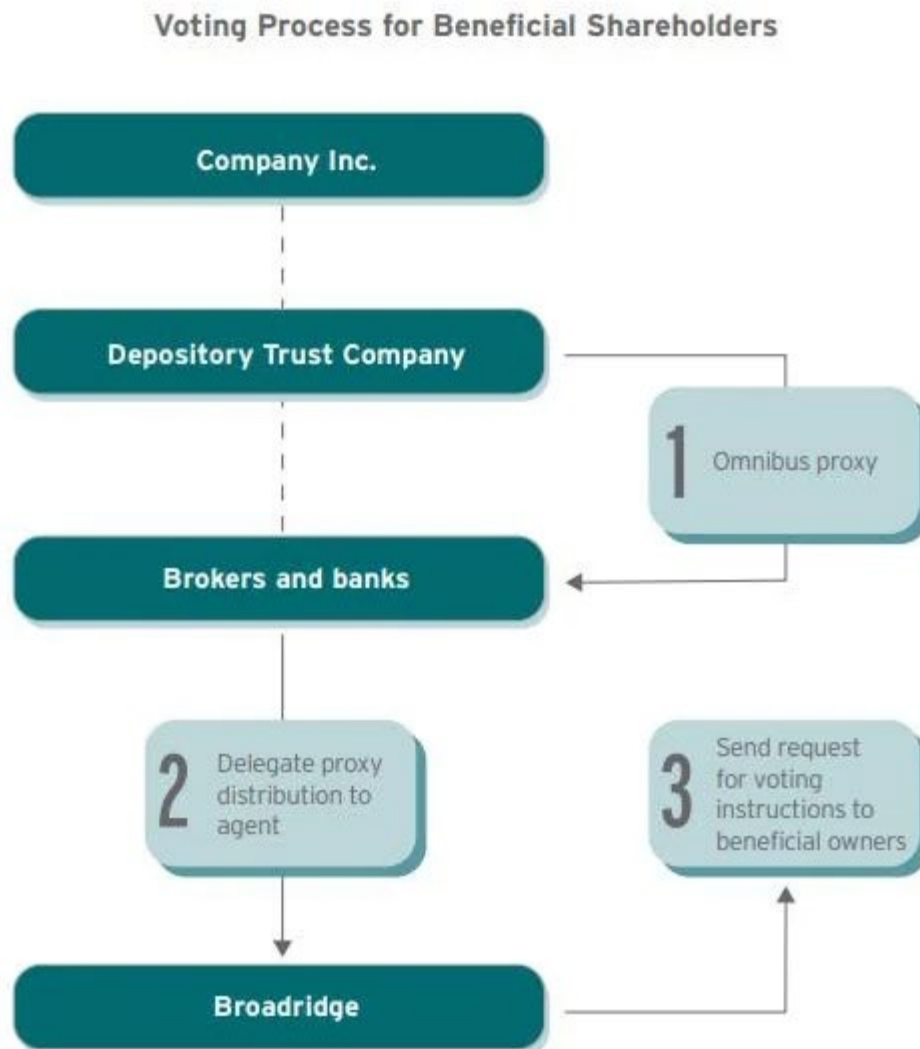 Voting Process for Beneficial Shareholders
Company Inc.
Depository Trust Company
1
Omnibus proxy
Brokers and banks
2
Delegate proxy
distribution to
agent
3
Send request
for voting
instructions to
beneficial owners
Broadridge